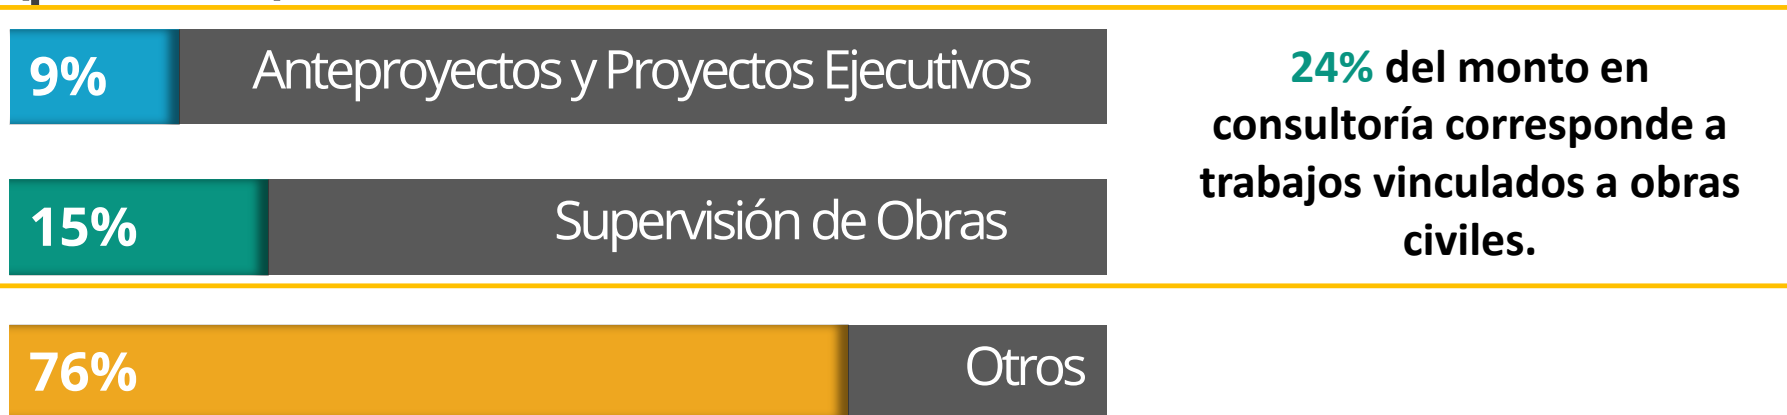 9% Anteproyectos y Proyectos Ejecutivos
15% Supervisión de Obras
24% del monto en
consultoría corresponde a
trabajos vinculados a obras
civiles.
76% Otros